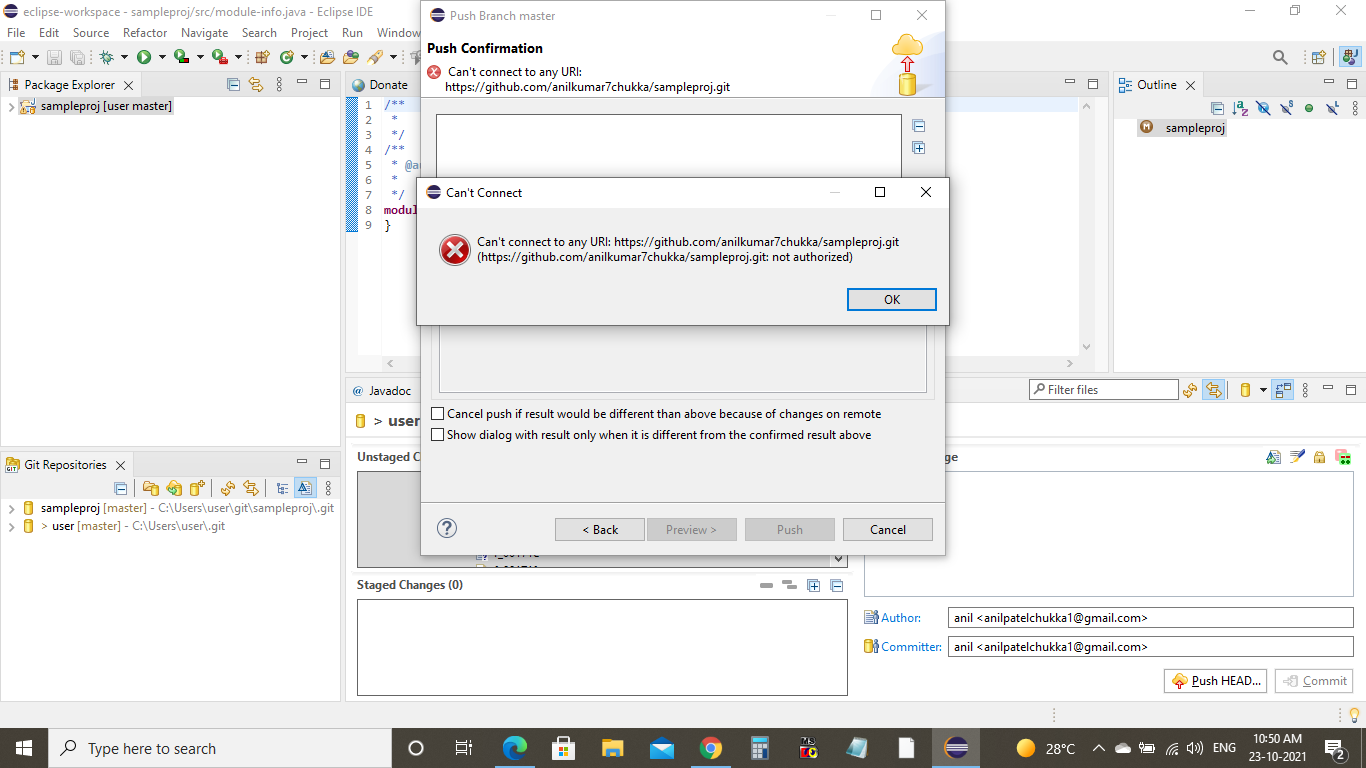 eclipse-workspace - sampleproj/src/module-info.java - Eclipse IDE
File Edit Source Refactor Navigate Search Project Run Window
Package Explorer
sampleproj [user master]
Donate
1 /**
2 *
3 */
4 /**
5 * @a
6 *
7 */
8 modul
9 }
Outline
sampleproj
Push Branch master
Push Confirmation
Can't connect to any URI:
https://github.com/anilkumar7chukka/sampleproj.git
Can't Connect
Can't connect to any URI: https://github.com/anilkumar7chukka/sampleproj.git
(https://github.com/anilkumar7chukka/sampleproj.git: not authorized)
OK
Cancel push if result would be different than above because of changes on remote
Show dialog with result only when it is different from the confirmed result above
< Back Preview > Push Cancel
@ Javadoc
Filter files
> user
Unstaged C
ge
Git Repositories
sampleproj [master] - C:\Users\user\git\sampleproj\.git
> user [master] - C:\Users\user\.git
Staged Changes (0)
Author: anil <anilpatelchukka1@gmail.com>
Committer: anil <anilpatelchukka1@gmail.com>
Push HEAD... Commit
Type here to search
28°C
ENG
10:50 AM
23-10-2021
2